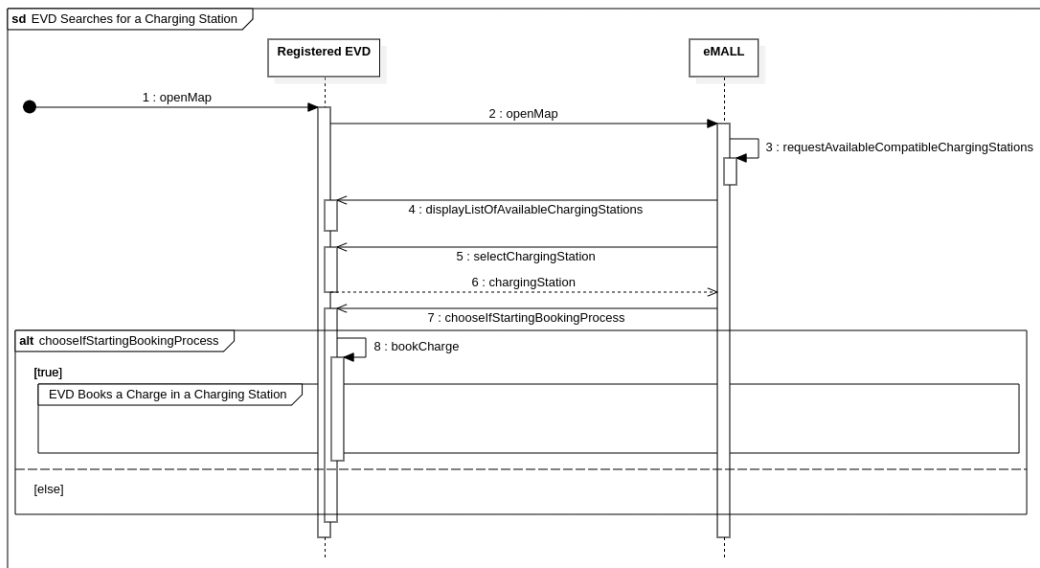 sd EVD Searches for a Charging Station
Registered EVD
eMALL
1 : openMap
2 : openMap
3 : requestAvailableCompatibleChargingStations
4 : displayListOfAvailableChargingStations
5 : selectChargingStation
6 : chargingStation
7 : chooseIfStartingBookingProcess
alt chooseIfStartingBookingProcess
8 : bookCharge
[true]
EVD Books a Charge in a Charging Station
[else]